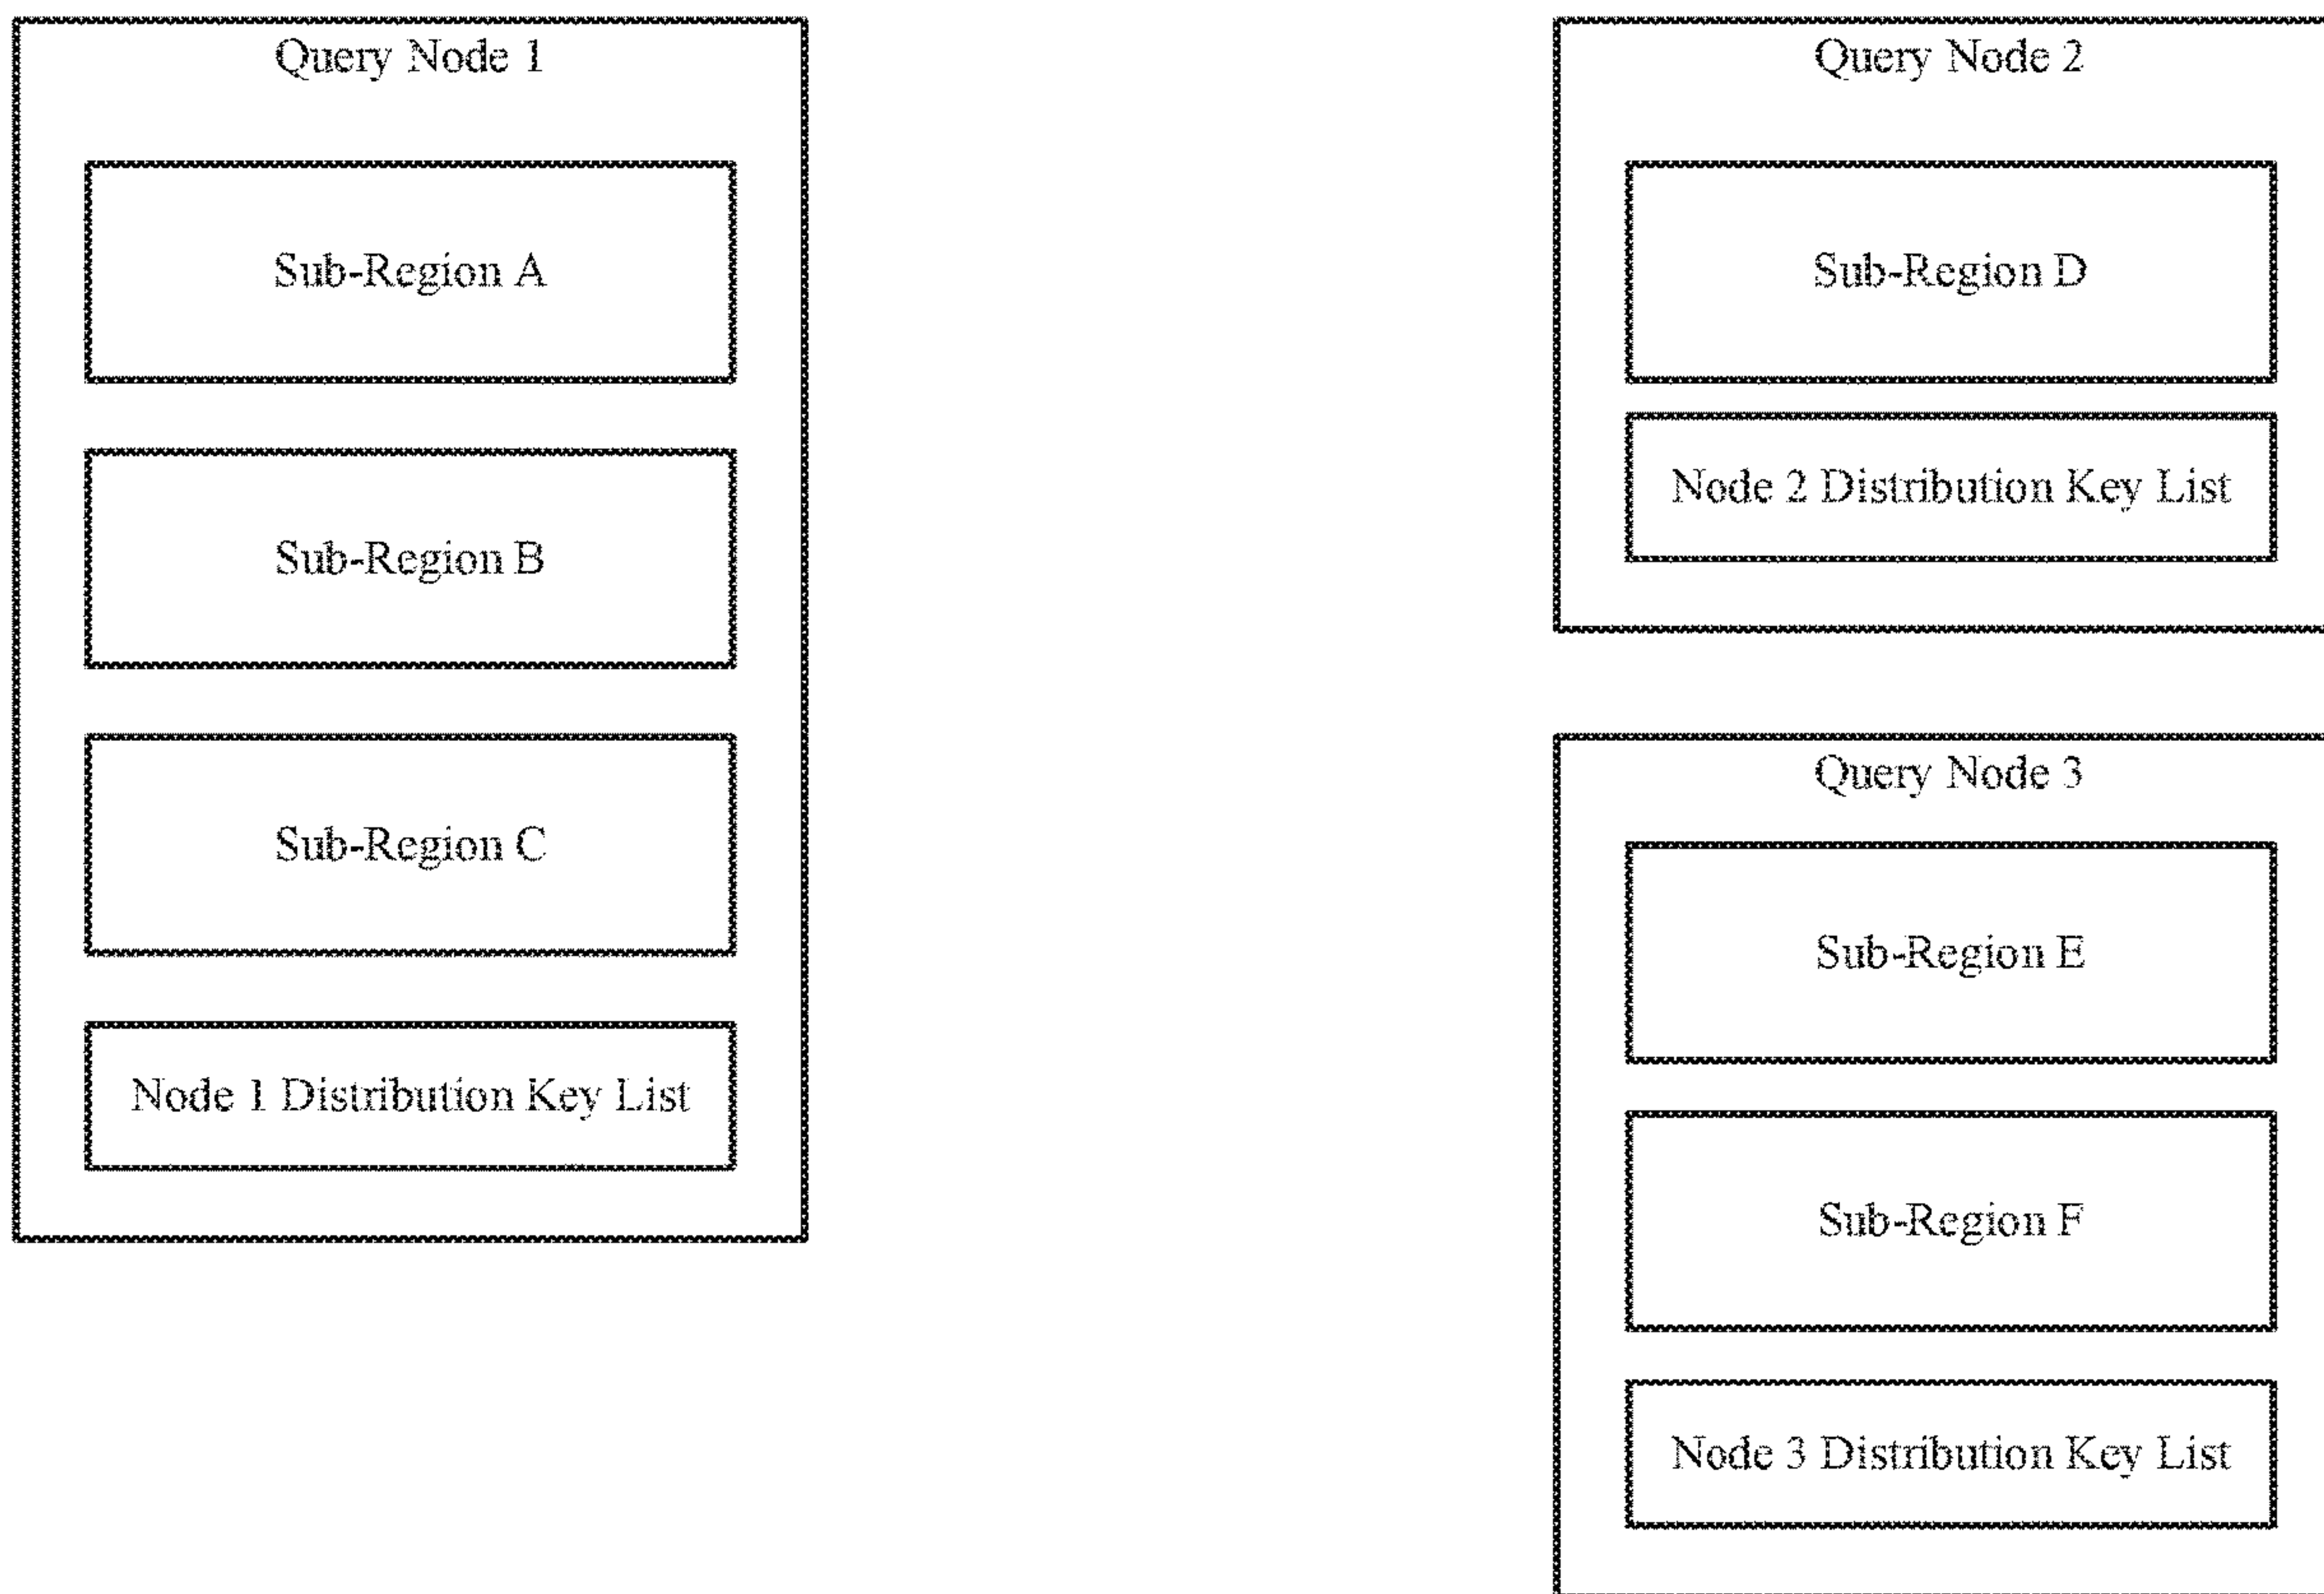 Query Node 1
Sub-Region A
Sub-Region B
Sub-Region C
Node 1 Distribution Key List
Query Node 2
Sub-Region D
Node 2 Distribution Key List
Query Node 3
Sub-Region E
Sub-Region F
Node 3 Distribution Key List